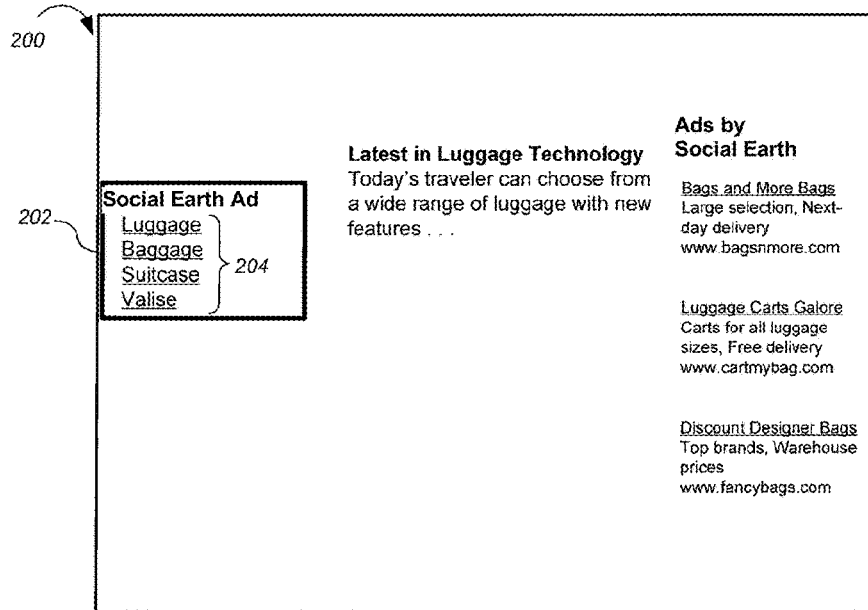 200
202
Social Earth Ad
Luggage
Baggage
Suitcase
Valise
204
Latest in Luggage Technology
Today's traveler can choose from
a wide range of luggage with new
features . . .
Ads by
Social Earth
Bags and More Bags
Large selection, Next-
day delivery
www.bagsnmore.com
Luggage Carts Galore
Carts for all luggage
sizes, Free delivery
www.cartmybag.com
Discount Designer Bags
Top brands, Warehouse
prices
www.fancybags.com